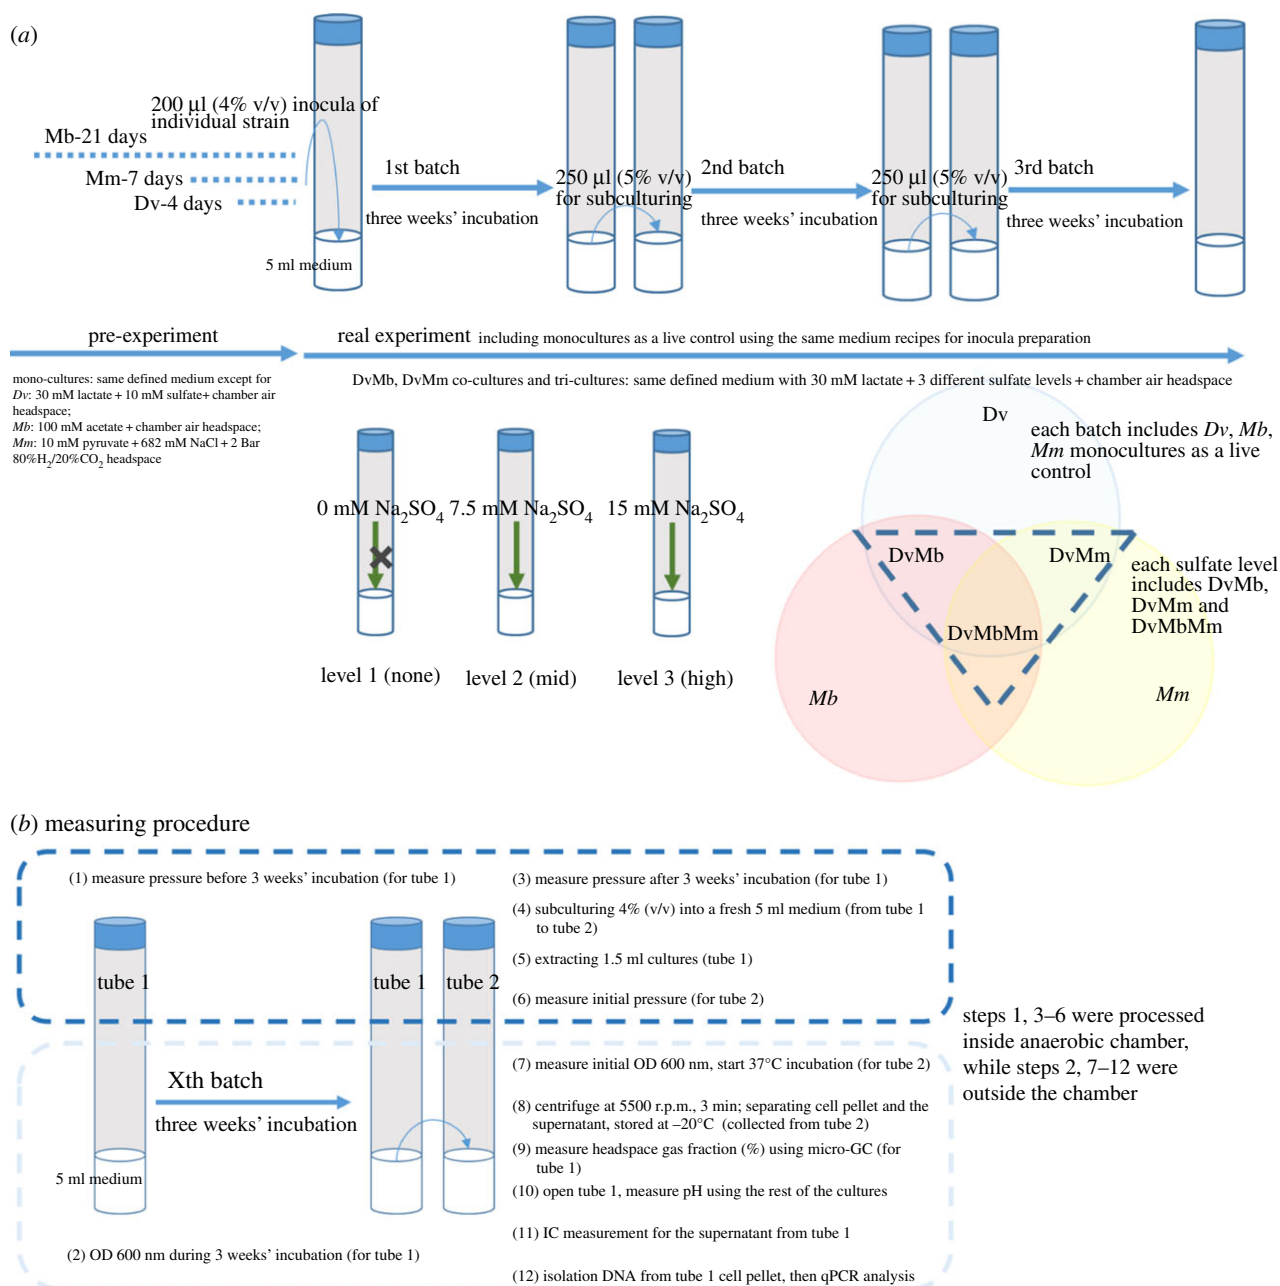 (a)
200 µl (4% v/v) inocula of
individual strain
Mb-21 days
Mm-7 days
Dv-4 days
5 ml medium
1st batch
three weeks' incubation
250 µl (5% v/v)
for subculturing
2nd batch
three weeks' incubation
250 µl (5% v/v)
for subculturing
3rd batch
three weeks' incubation
pre-experiment
real experiment including monocultures as a live control using the same medium recipes for inocula preparation
mono-cultures: same defined medium except for
Dv: 30 mM lactate + 10 mM sulfate+ chamber air
headspace;
Mb: 100 mM acetate + chamber air headspace;
Mm: 10 mM pyruvate + 682 mM NaCl + 2 Bar
80%H2/20%CO2 headspace
DvMb, DvMm co-cultures and tri-cultures: same defined medium with 30 mM lactate + 3 different sulfate levels + chamber air headspace
0 mM Na2SO4
7.5 mM Na2SO4
15 mM Na2SO4
level 1 (none)
level 2 (mid)
level 3 (high)
Dv
each batch includes Dv, Mb,
Mm monocultures as a live
control
DvMb
DvMm
DvMbMm
Mb
Mm
each sulfate level
includes DvMb,
DvMm and
DvMbMm
(b) measuring procedure
(1) measure pressure before 3 weeks' incubation (for tube 1)
tube 1
5 ml medium
Xth batch
three weeks' incubation
tube 1
tube 2
(2) OD 600 nm during 3 weeks' incubation (for tube 1)
(3) measure pressure after 3 weeks' incubation (for tube 1)
(4) subculturing 4% (v/v) into a fresh 5 ml medium (from tube 1
to tube 2)
(5) extracting 1.5 ml cultures (tube 1)
(6) measure initial pressure (for tube 2)
(7) measure initial OD 600 nm, start 37°C incubation (for tube 2)
(8) centrifuge at 5500 r.p.m., 3 min; separating cell pellet and the
supernatant, stored at –20°C (collected from tube 2)
(9) measure headspace gas fraction (%) using micro-GC (for
tube 1)
(10) open tube 1, measure pH using the rest of the cultures
(11) IC measurement for the supernatant from tube 1
(12) isolation DNA from tube 1 cell pellet, then qPCR analysis
steps 1, 3–6 were processed
inside anaerobic chamber,
while steps 2, 7–12 were
outside the chamber